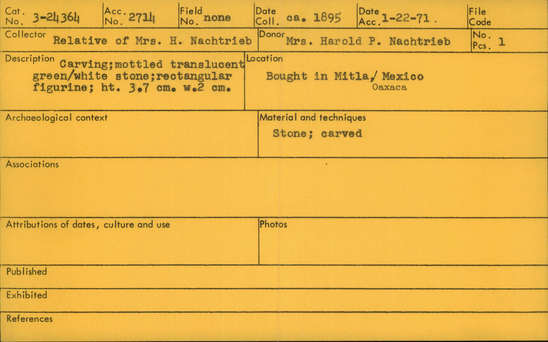 Cat. No. 3-24364 Acc. No. 2714 Field No. none Date Coll. ca. 1895 Date Acc. 1-22-71. File Code
Collector Relative of Mrs. H. Nachtrieb Donor Mrs. Harold P. Nachtrieb No. Pcs. 1
Description Carving;mottled translucent
green/white stone;rectangular
figurine; ht. 3.7 cm. w.2 cm.
Location
Bought in Mitla,/ Mexico
Oaxaca
Archaeological context
Material and techniques
Stone; carved
Associations
Attributions of dates, culture and use
Photos
Published
Exhibited
References